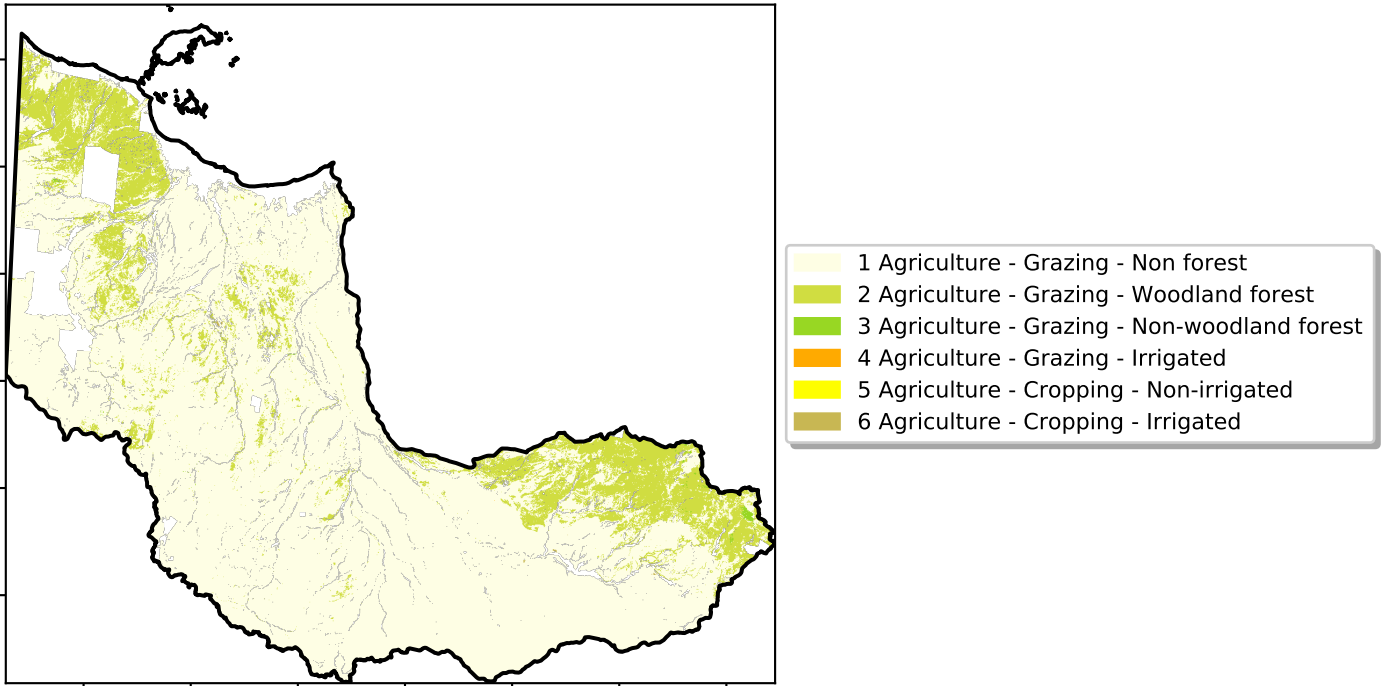 1 Agriculture - Grazing - Non forest
2 Agriculture - Grazing - Woodland forest
3 Agriculture - Grazing - Non-woodland forest
4 Agriculture - Grazing - Irrigated
5 Agriculture - Cropping - Non-irrigated
6 Agriculture - Cropping - Irrigated